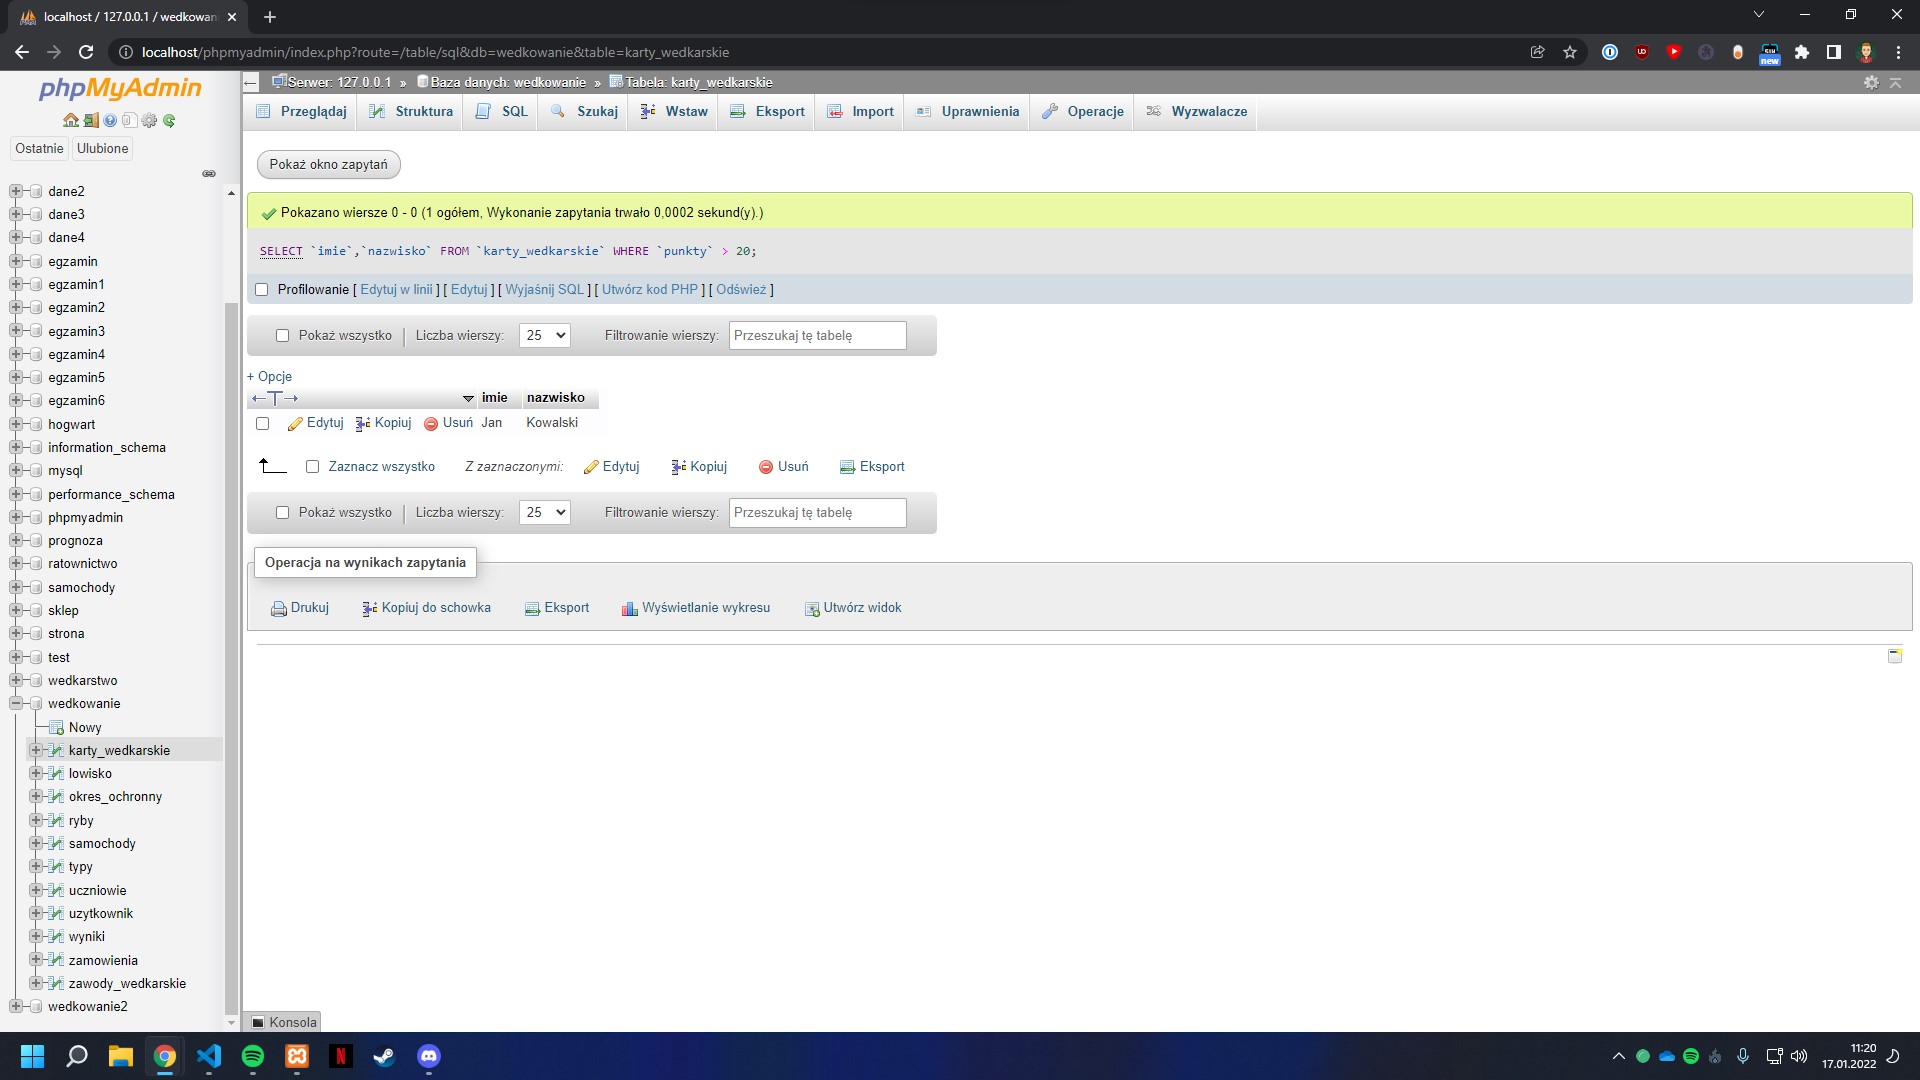 localhost / 127.0.0.1 / wedkowan
localhost/phpmyadmin/index.php?route=/table/sql&db=wedkowanie&table=karty_wedkarskie
new
phpMyAdmin
Ostatnie
Ulubione
dane2
dane3
dane4
egzamin
egzamin1
egzamin2
egzamin3
egzamin4
egzamin5
egzamin6
hogwart
information_schema
mysql
performance_schema
phpmyadmin
prognoza
ratownictwo
samochody
sklep
strona
test
wedkarstwo
wedkowanie
Nowy
karty_wedkarskie
lowisko
okres_ochronny
ryby
samochody
typy
uczniowie
uzytkownik
wyniki
zamowienia
zawody_wedkarskie
wedkowanie2
Serwer: 127.0.0.1 » Baza danych: wedkowanie » Tabela: karty_wedkarskie
Przeglądaj Struktura SQL Szukaj Wstaw Eksport Import Uprawnienia Operacje Wyzwalacze
Pokaż okno zapytań
Pokazano wiersze 0 - 0 (1 ogółem, Wykonanie zapytania trwało 0,0002 sekund(y).)
SELECT `imie`,`nazwisko` FROM `karty_wedkarskie` WHERE `punkty` > 20;
Profilowanie [ Edytuj w linii ] [ Edytuj ] [ Wyjaśnij SQL ] [ Utwórz kod PHP ] [ Odśwież ]
Pokaż wszystko Liczba wierszy: 25 Filtrowanie wierszy: Przeszukaj tę tabelę
+ Opcje
←T→ imie nazwisko
Edytuj Kopiuj Usuń Jan Kowalski
Zaznacz wszystko Z zaznaczonymi: Edytuj Kopiuj Usuń Eksport
Pokaż wszystko Liczba wierszy: 25 Filtrowanie wierszy: Przeszukaj tę tabelę
Operacja na wynikach zapytania
Drukuj Kopiuj do schowka Eksport Wyświetlanie wykresu Utwórz widok
Konsola
11:20
17.01.2022